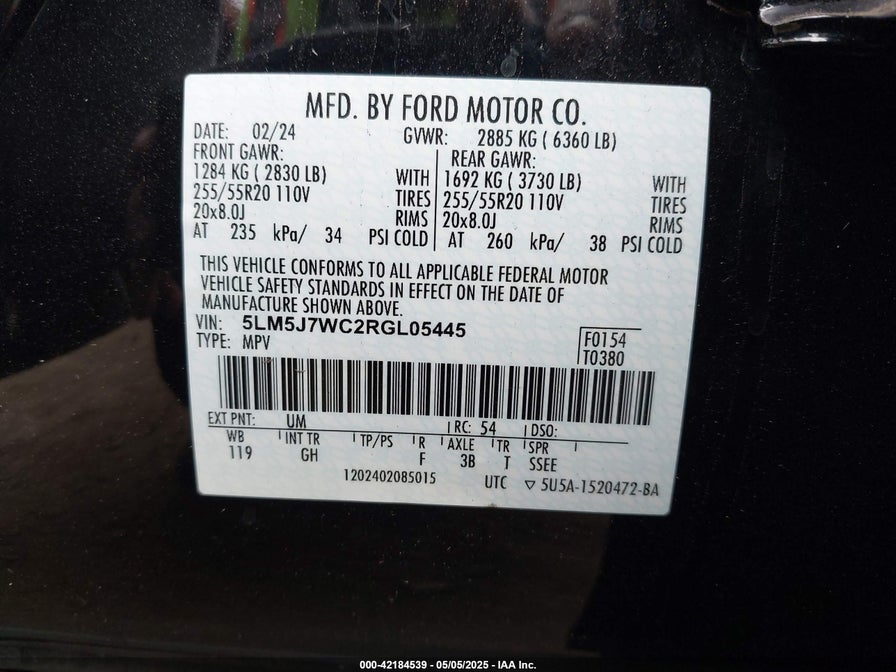 MFD. BY FORD MOTOR CO.
DATE: 02/24 GVWR: 2885 KG ( 6360 LB)
FRONT GAWR: REAR GAWR:
1284 KG ( 2830 LB) WITH 1692 KG ( 3730 LB) WITH
255/55R20 110V TIRES 255/55R20 110V TIRES
20x8.0J RIMS 20x8.0J RIMS
AT 235 kPa/ 34 PSI COLD AT 260 kPa/ 38 PSI COLD
THIS VEHICLE CONFORMS TO ALL APPLICABLE FEDERAL MOTOR
VEHICLE SAFETY STANDARDS IN EFFECT ON THE DATE OF
MANUFACTURE SHOWN ABOVE.
VIN: 5LM5J7WC2RGL05445
TYPE: MPV
F0154
T0380
EXT PNT: UM RC: 54 DSO:
WB INT TR TP/PS R AXLE TR SPR
119 GH F 3B T SSEE
1202402085015 UTC ▽ 5U5A-1520472-BA
000-42184539 - 05/05/2025 - IAA Inc.